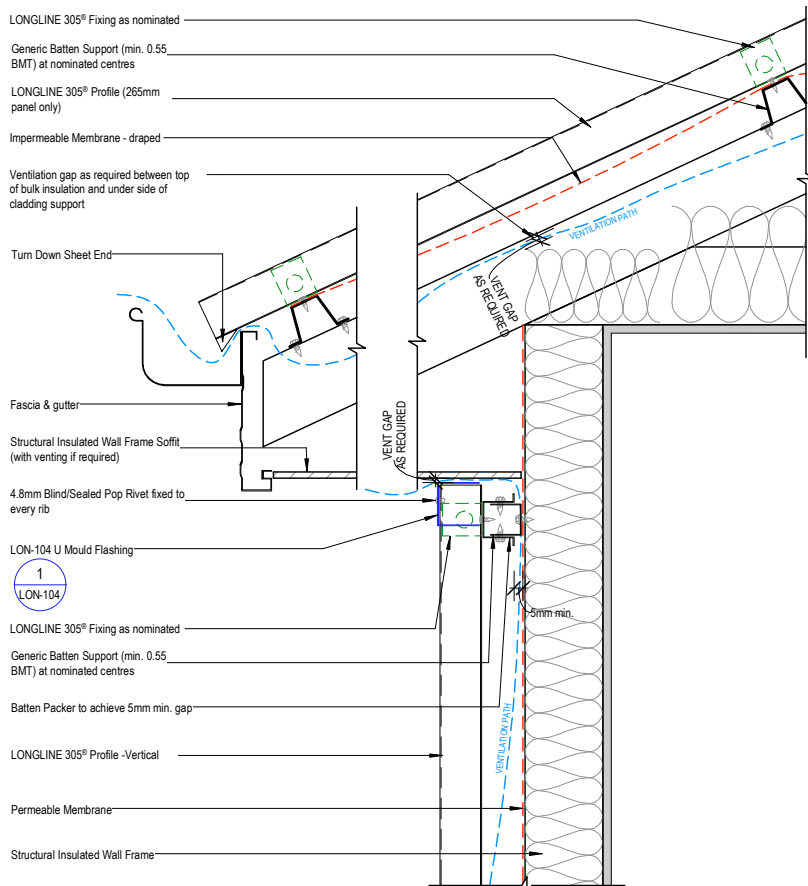 LONGLINE 305® Fixing as nominated
Generic Batten Support (min. 0.55
BMT) at nominated centres
LONGLINE 305® Profile (265mm
panel only)
Impermeable Membrane - draped
Ventilation gap as required between top
of bulk insulation and under side of
cladding support
VENTILATION PATH
Turn Down Sheet End
VENT GAP
AS REQUIRED
Fascia & gutter
VENT GAP
AS REQUIRED
Structural Insulated Wall Frame Soffit
(with venting if required)
4.8mm Blind/Sealed Pop Rivet fixed to
every rib
LON-104 U Mould Flashing
1
LON-104
5mm min.
LONGLINE 305® Fixing as nominated
Generic Batten Support (min. 0.55
BMT) at nominated centres
Batten Packer to achieve 5mm min. gap
VENTILATION PATH
LONGLINE 305® Profile -Vertical
Permeable Membrane
Structural Insulated Wall Frame